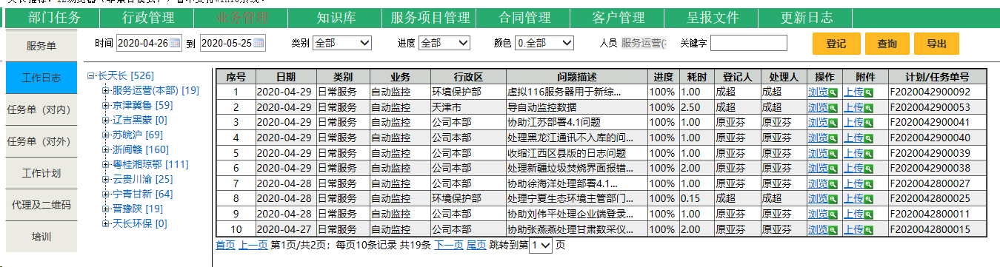 部门任务 行政管理 业务管理 知识库 服务项目管理 合同管理 客户管理 呈报文件 更新日志
时间 2020-04-26 到 2020-05-25 类别 全部 进度 全部 颜色 0.全部 人员 服务运营( 关键字 登记 查询 导出
服务单
工作日志
任务单（对内）
任务单（对外）
工作计划
代理及二维码
培训
长天长 [526]
服务运营(本部) [19]
京津冀鲁 [59]
辽吉黑蒙 [0]
苏皖沪 [69]
浙闽赣 [160]
粤桂湘琼鄂 [111]
云贵川渝 [25]
宁青甘新 [64]
晋豫陕 [19]
天长环保 [0]
序号 日期 类别 业务 行政区 问题描述 进度 耗时 登记人 处理人 操作 附件 计划/任务单号
1 2020-04-29 日常服务 自动监控 环境保护部 虚拟116服务器用于新综... 100% 1.00 成超 成超 浏览 上传 F2020042900092
2 2020-04-29 日常服务 自动监控 天津市 导自动监控数据 100% 2.50 成超 成超 浏览 上传 F2020042900053
3 2020-04-29 日常服务 自动监控 公司本部 协助江苏部署4.1问题 100% 1.00 原亚芬 原亚芬 浏览 上传 F2020042900041
4 2020-04-29 日常服务 自动监控 公司本部 处理黑龙江通讯不入库的问... 100% 1.00 原亚芬 原亚芬 浏览 上传 F2020042900040
5 2020-04-29 日常服务 自动监控 公司本部 收缩江西区县版的日志问题 100% 1.00 原亚芬 原亚芬 浏览 上传 F2020042900039
6 2020-04-29 日常服务 自动监控 公司本部 处理新疆垃圾焚烧界面报错... 100% 2.00 原亚芬 原亚芬 浏览 上传 F2020042900038
7 2020-04-28 日常服务 自动监控 公司本部 协助徐海洋处理部署4.1... 100% 1.00 原亚芬 原亚芬 浏览 上传 F2020042800027
8 2020-04-28 日常服务 自动监控 环境保护部 处理宁夏生态环境主管部门... 100% 0.15 成超 成超 浏览 上传 F2020042800025
9 2020-04-28 日常服务 自动监控 公司本部 协助刘伟平处理企业端登录... 100% 1.00 原亚芬 原亚芬 浏览 上传 F2020042800011
10 2020-04-27 日常服务 自动监控 公司本部 协助张燕燕处理甘肃数采仪... 100% 2.00 原亚芬 原亚芬 浏览 上传 F2020042800015
首页 上一页 第1页/共2页；每页10条记录 共19条 下一页 尾页 跳转到第 1 页